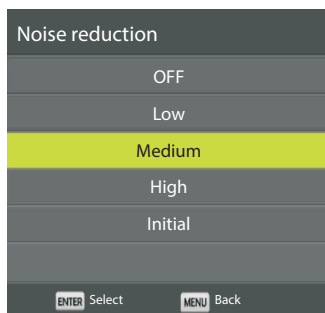 Noise reduction
OFF
Low
Medium
High
Initial
ENTER Select MENU Back